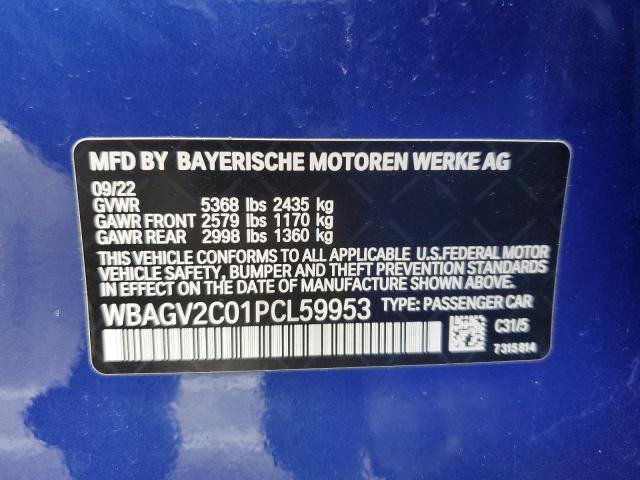 MFD BY BAYERISCHE MOTOREN WERKE AG
09/22
GVWR 5368 lbs 2435 kg
GAWR FRONT 2579 lbs 1170 kg
GAWR REAR 2998 lbs 1360 kg
THIS VEHICLE CONFORMS TO ALL APPLICABLE U.S.FEDERAL MOTOR
VEHICLE SAFETY, BUMPER AND THEFT PREVENTION STANDARDS
IN EFFECT ON THE DATE OF MANUFACTURE SHOWN ABOVE.
WBAGV2C01PCL59953 TYPE: PASSENGER CAR
C31/5
7315814